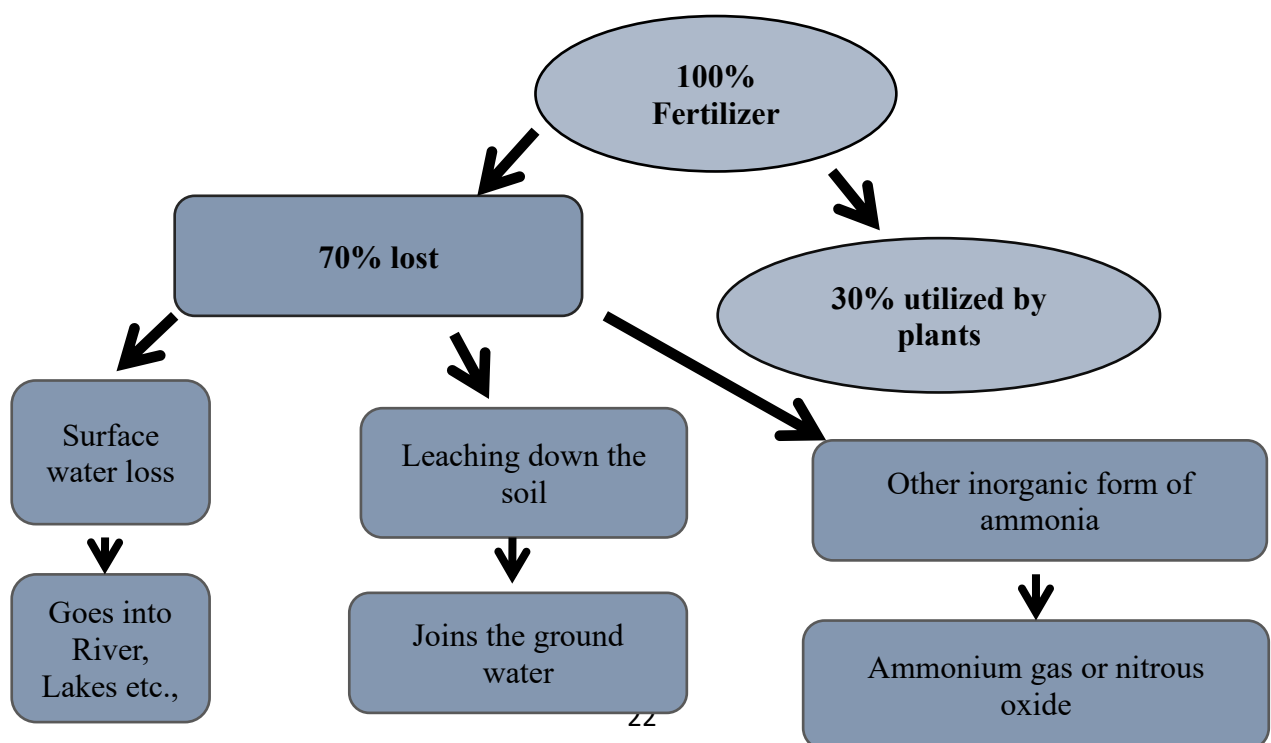 100%
Fertilizer
70% lost
30% utilized by
plants
Surface
water loss
Leaching down the
soil
Other inorganic form of
ammonia
Goes into
River,
Lakes etc.,
Joins the ground
water
Ammonium gas or nitrous
oxide
22